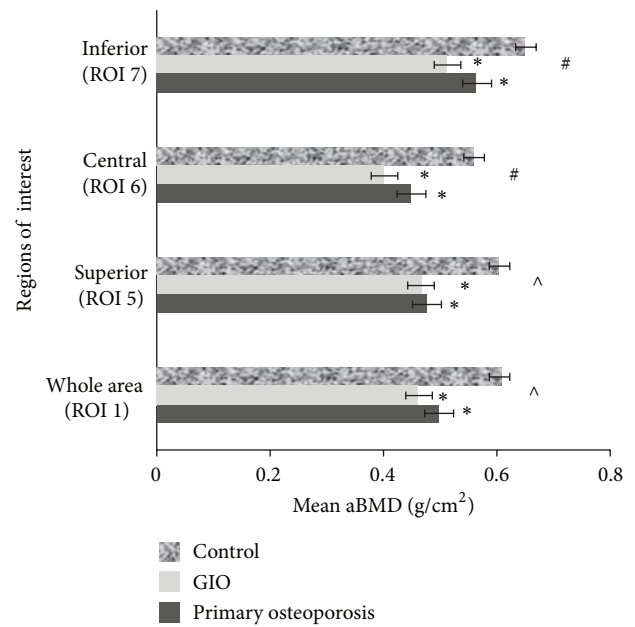 Inferior
(ROI 7)
*
#
*
Central
(ROI 6)
*
#
*
Regions of interest
Superior
(ROI 5)
*
^
*
Whole area
(ROI 1)
*
^
*
0 0.2 0.4 0.6 0.8
Mean aBMD (g/cm²)
Control
GIO
Primary osteoporosis